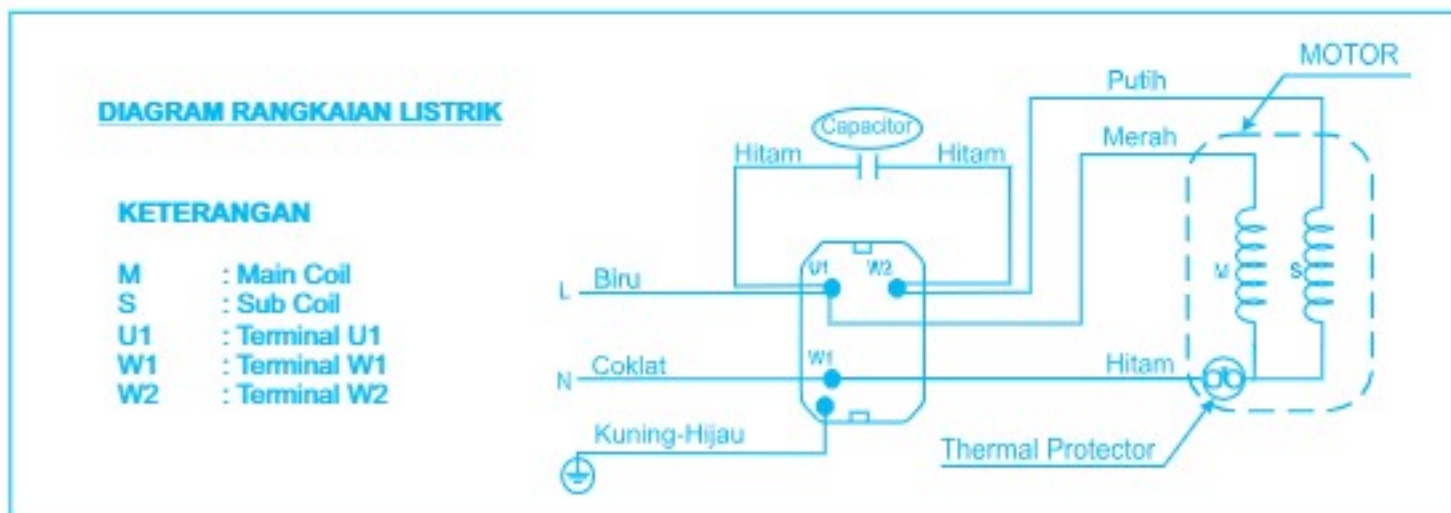 DIAGRAM RANGKAIAN LISTRIK
KETERANGAN
M : Main Coil
S : Sub Coil
U1 : Terminal U1
W1 : Terminal W1
W2 : Terminal W2
MOTOR
Putih
Capacitor
Merah
Hitam
Hitam
U1
W2
M
S
L
Biru
W1
Hitam
N
Coklat
Kuning-Hijau
Thermal Protector